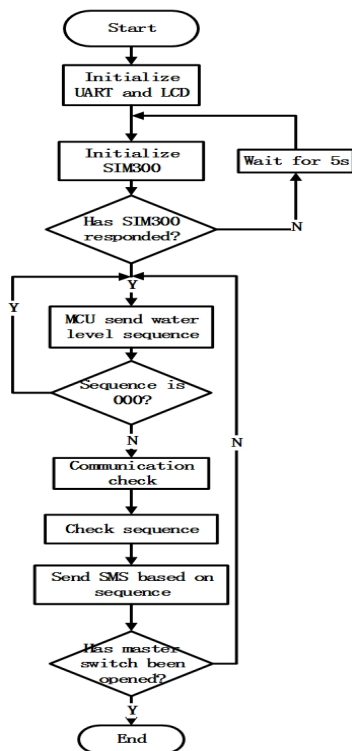 Start
Initialize
UART and LCD
Initialize
SIM300
Wait for 5s
Has SIM300
responded?
N
Y
MCU send water
level sequence
Y
Sequence is
000?
N
N
Communication
check
Check sequence
Send SMS based on
sequence
Has master
switch been
opened?
Y
End